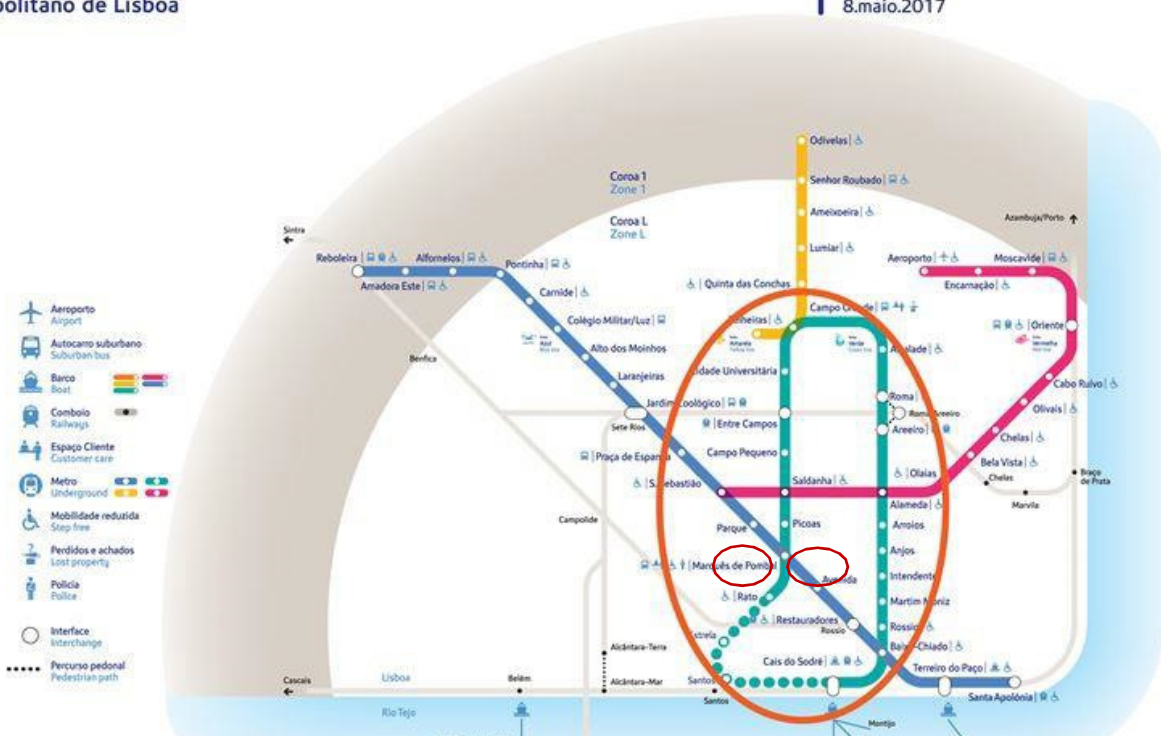 politano de Lisboa
8.maio.2017
Odivelas
Coroa 1
Zone 1
Senhor Roubado
Ameixoeira
Coroa L
Zone L
Azambuja/Porto
Sintra
Lumiar
Reboleira
Alfornelos
Pontinha
Aeroporto
Moscavide
Amadora Este
Quinta das Conchas
Encarnação
Carnide
Aeroporto
Airport
Campo Grande
Colégio Militar/Luz
Oriente
Autocarro suburbano
Suburban bus
Alto dos Moinhos
Benfica
Barco
Boat
Laranjeiras
Cidade Universitária
Cabo Ruivo
Jardim Zoológico
Roma
Olivais
Comboio
Railways
Sete Rios
Entre Campos
Roma-Areeiro
Areeiro
Chelas
Espaço Cliente
Customer care
Praça de Espanha
Campo Pequeno
Bela Vista
Olaias
Braço
de Prata
Metro
Underground
S. Sebastião
Saldanha
Chelas
Alameda
Marvila
Mobilidade reduzida
Step free
Campolide
Parque
Picoas
Arroios
Perdidos e achados
Lost property
Anjos
Marquês de Pombal
Avenida
Intendente
Policia
Police
Rato
Martim Moniz
Restauradores
Rossio
Rossio
Interface
Interchange
Estrela
Baixa-Chiado
Alcântara-Terra
Cais do Sodré
Terreiro do Paço
Percurso pedonal
Pedestrian path
Cascais
Lisboa
Belém
Alcântara-Mar
Santos
Santos
Santa Apolónia
Rio Tejo
Montijo